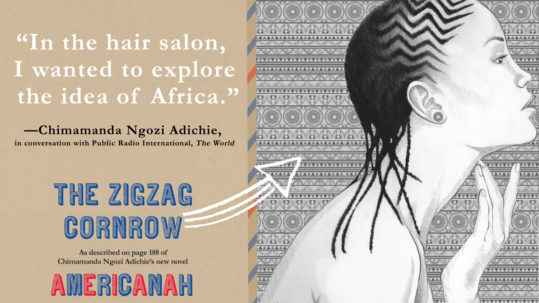 “In the hair salon,
I wanted to explore
the idea of Africa.”
—Chimamanda Ngozi Adichie,
in conversation with Public Radio International, The World
THE ZIGZAG
CORNROW
As described on page 188 of
Chimamanda Ngozi Adichie's new novel
AMERICANAH